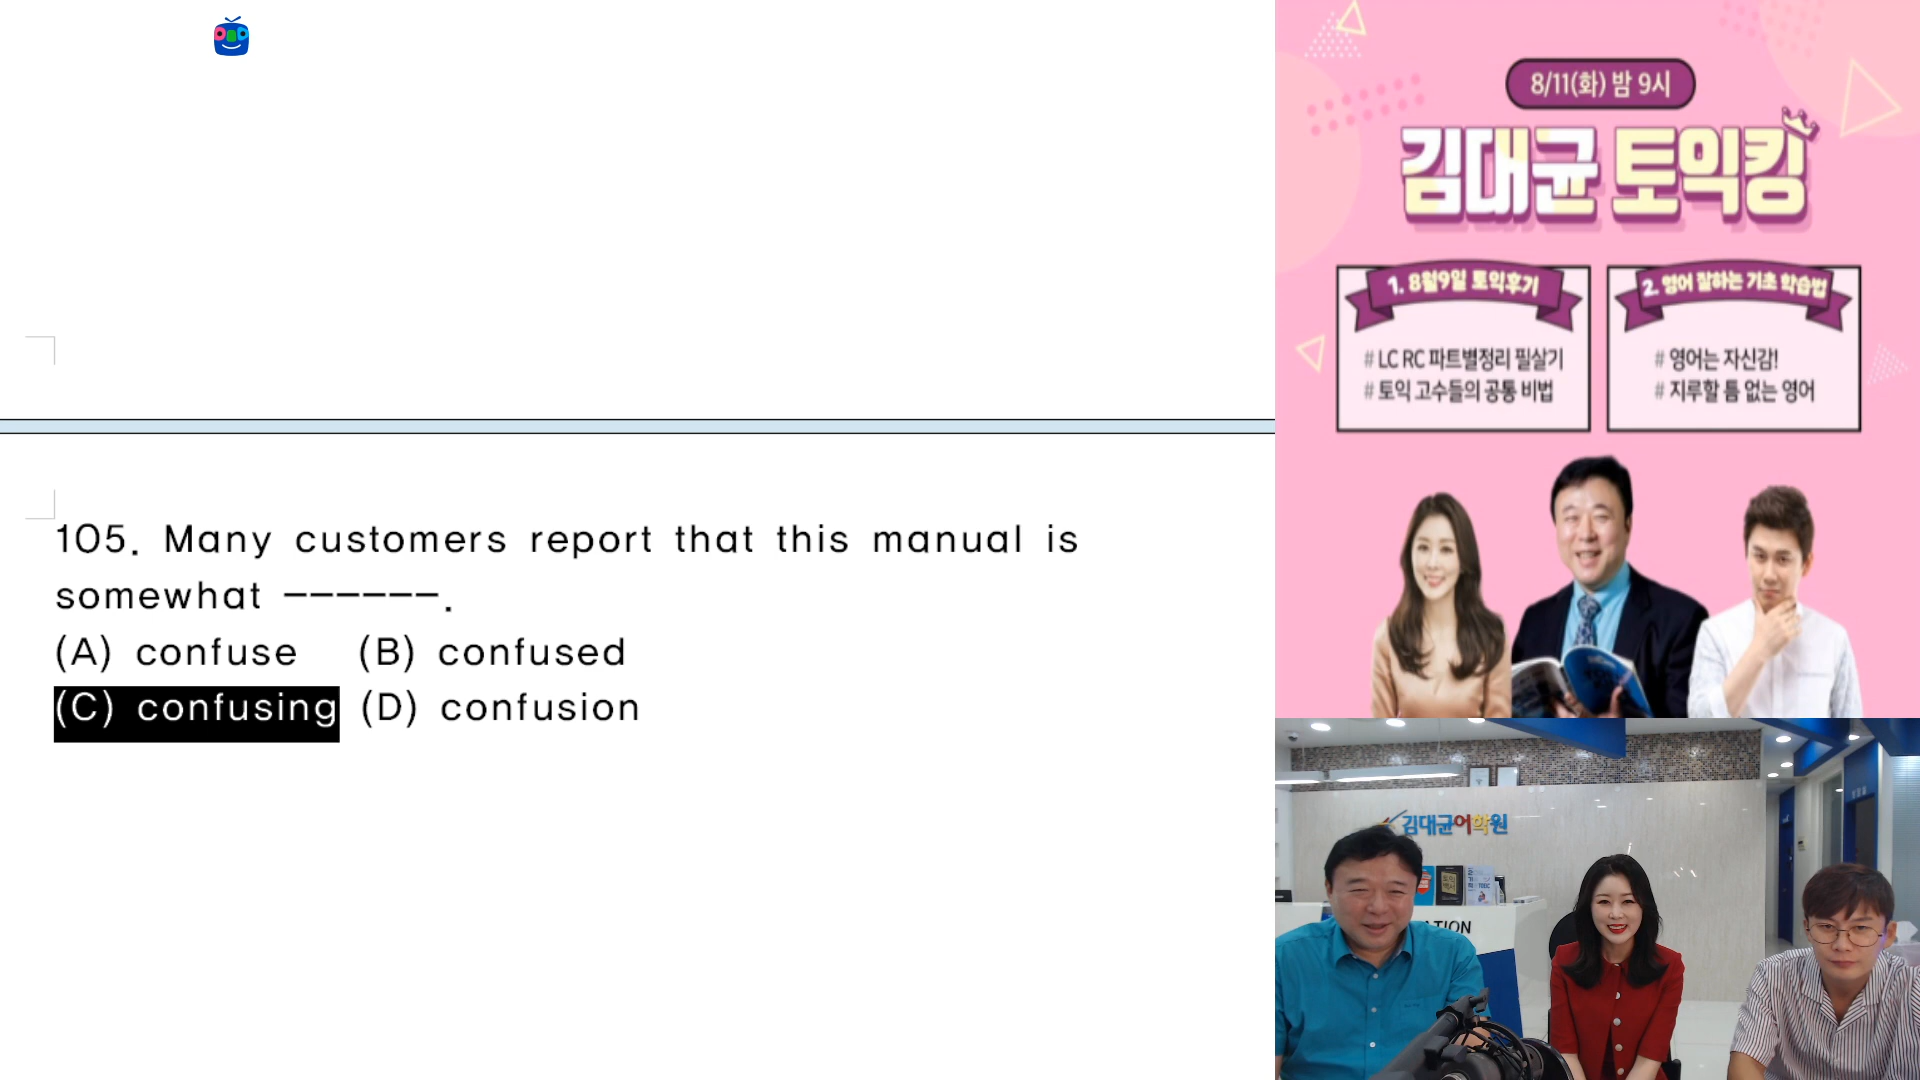 105. Many customers report that this manual is
somewhat ------.
(A) confuse (B) confused
(C) confusing (D) confusion
8/11(화) 밤 9시
김대균 토익킹
1. 8월9일 토익후기
# LC RC 파트별정리 필살기
# 토익 고수들의 공통 비법
2. 영어 잘하는 기초 학습법
# 영어는 자신감!
# 지루할 틈 없는 영어
김대균어학원
ATION